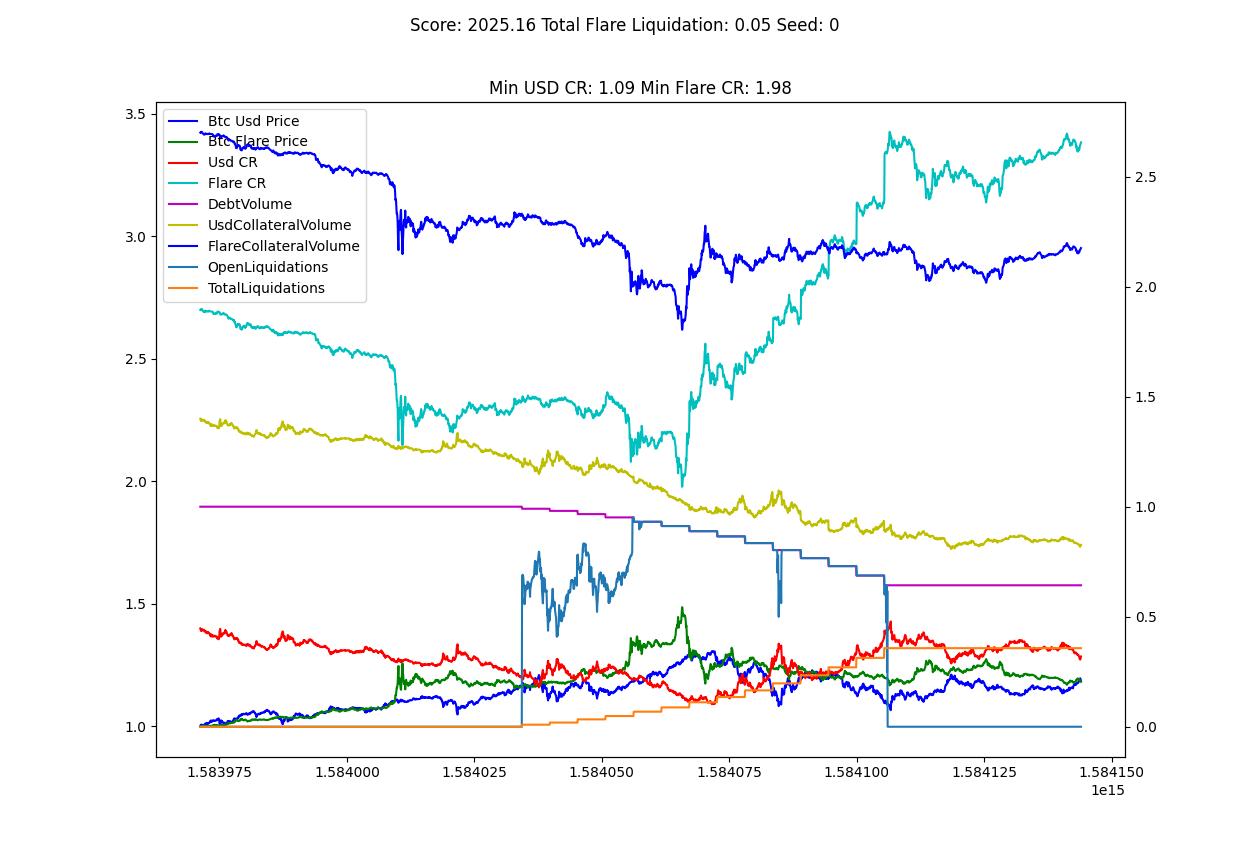 Score: 2025.16 Total Flare Liquidation: 0.05 Seed: 0
Min USD CR: 1.09 Min Flare CR: 1.98
3.5
3.0
2.5
2.0
1.5
1.0
Btc Usd Price
Btc Flare Price
Usd CR
Flare CR
DebtVolume
UsdCollateralVolume
FlareCollateralVolume
OpenLiquidations
TotalLiquidations
2.5
2.0
1.5
1.0
0.5
0.0
1.583975 1.584000 1.584025 1.584050 1.584075 1.584100 1.584125 1.584150
1e15